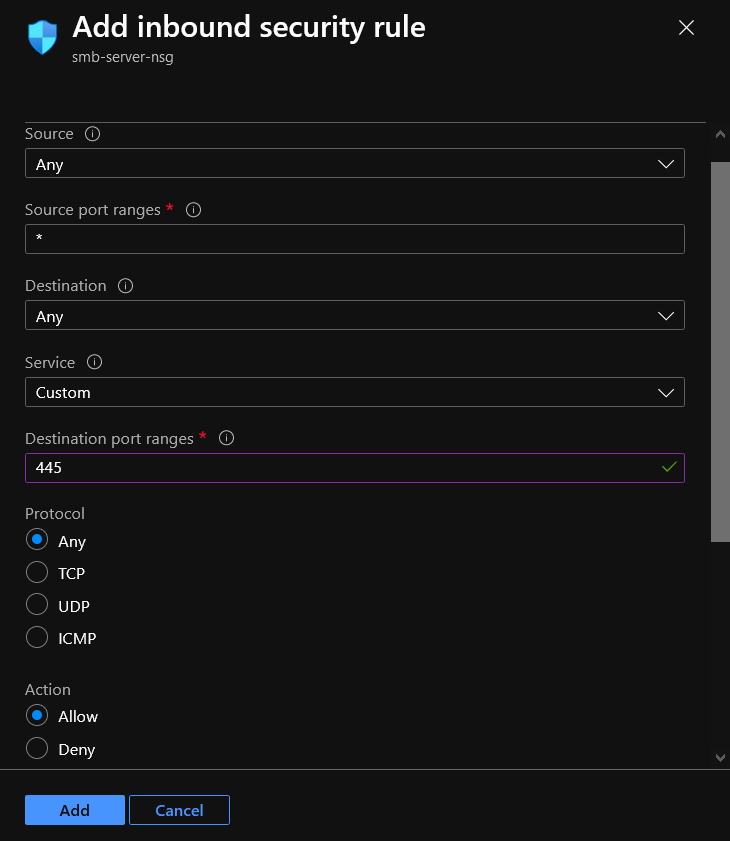 Add inbound security rule
smb-server-nsg
Source
Any
Source port ranges *
*
Destination
Any
Service
Custom
Destination port ranges *
445
Protocol
Any
TCP
UDP
ICMP
Action
Allow
Deny
Add Cancel